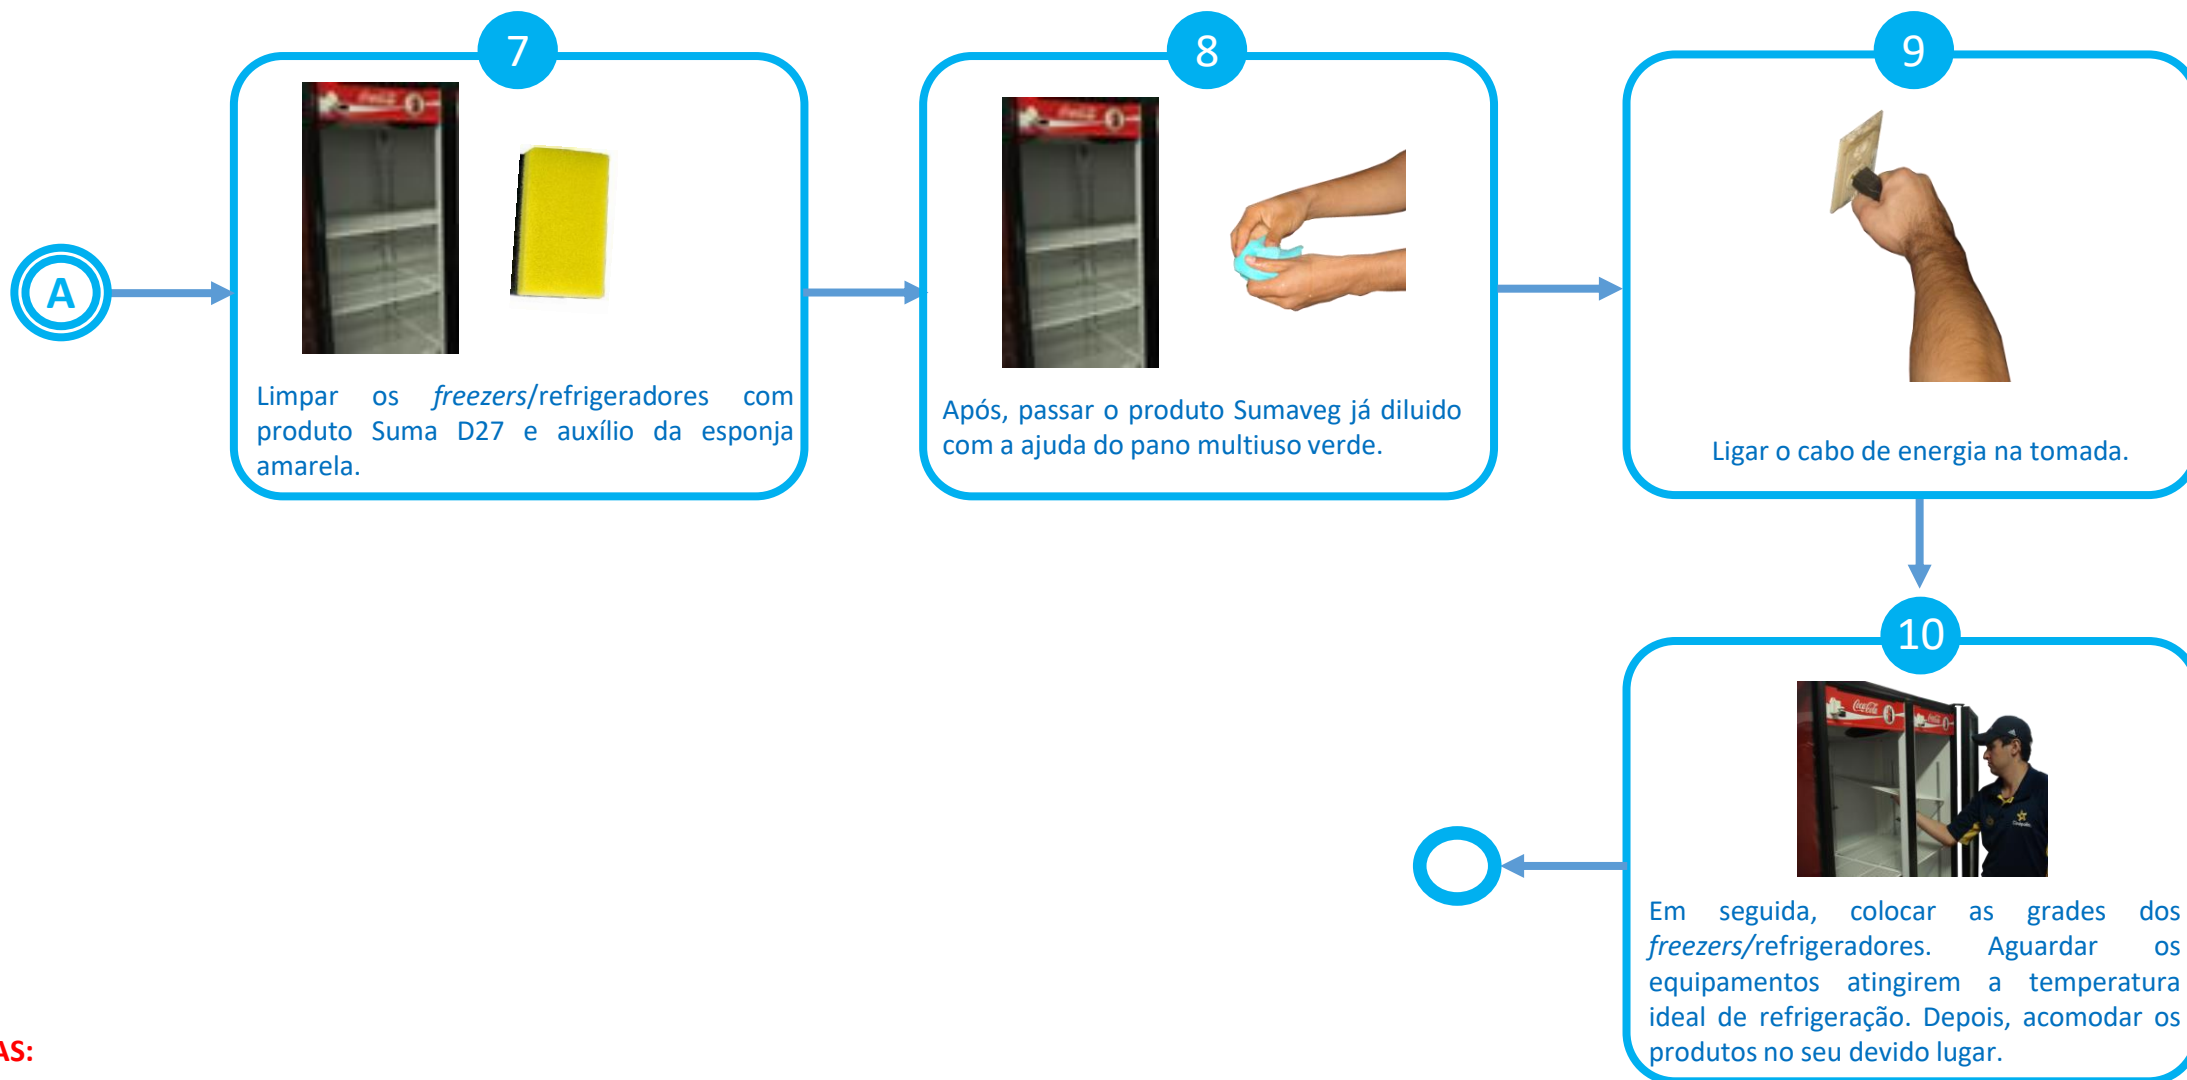 7
8
9
A
Limpar os freezers/refrigeradores com
produto Suma D27 e auxílio da esponja
amarela.
Após, passar o produto Sumaveg já diluido
com a ajuda do pano multiuso verde.
Ligar o cabo de energia na tomada.
10
Coca-Cola
Em seguida, colocar as grades dos
freezers/refrigeradores. Aguardar os
equipamentos atingirem a temperatura
ideal de refrigeração. Depois, acomodar os
produtos no seu devido lugar.
AS: